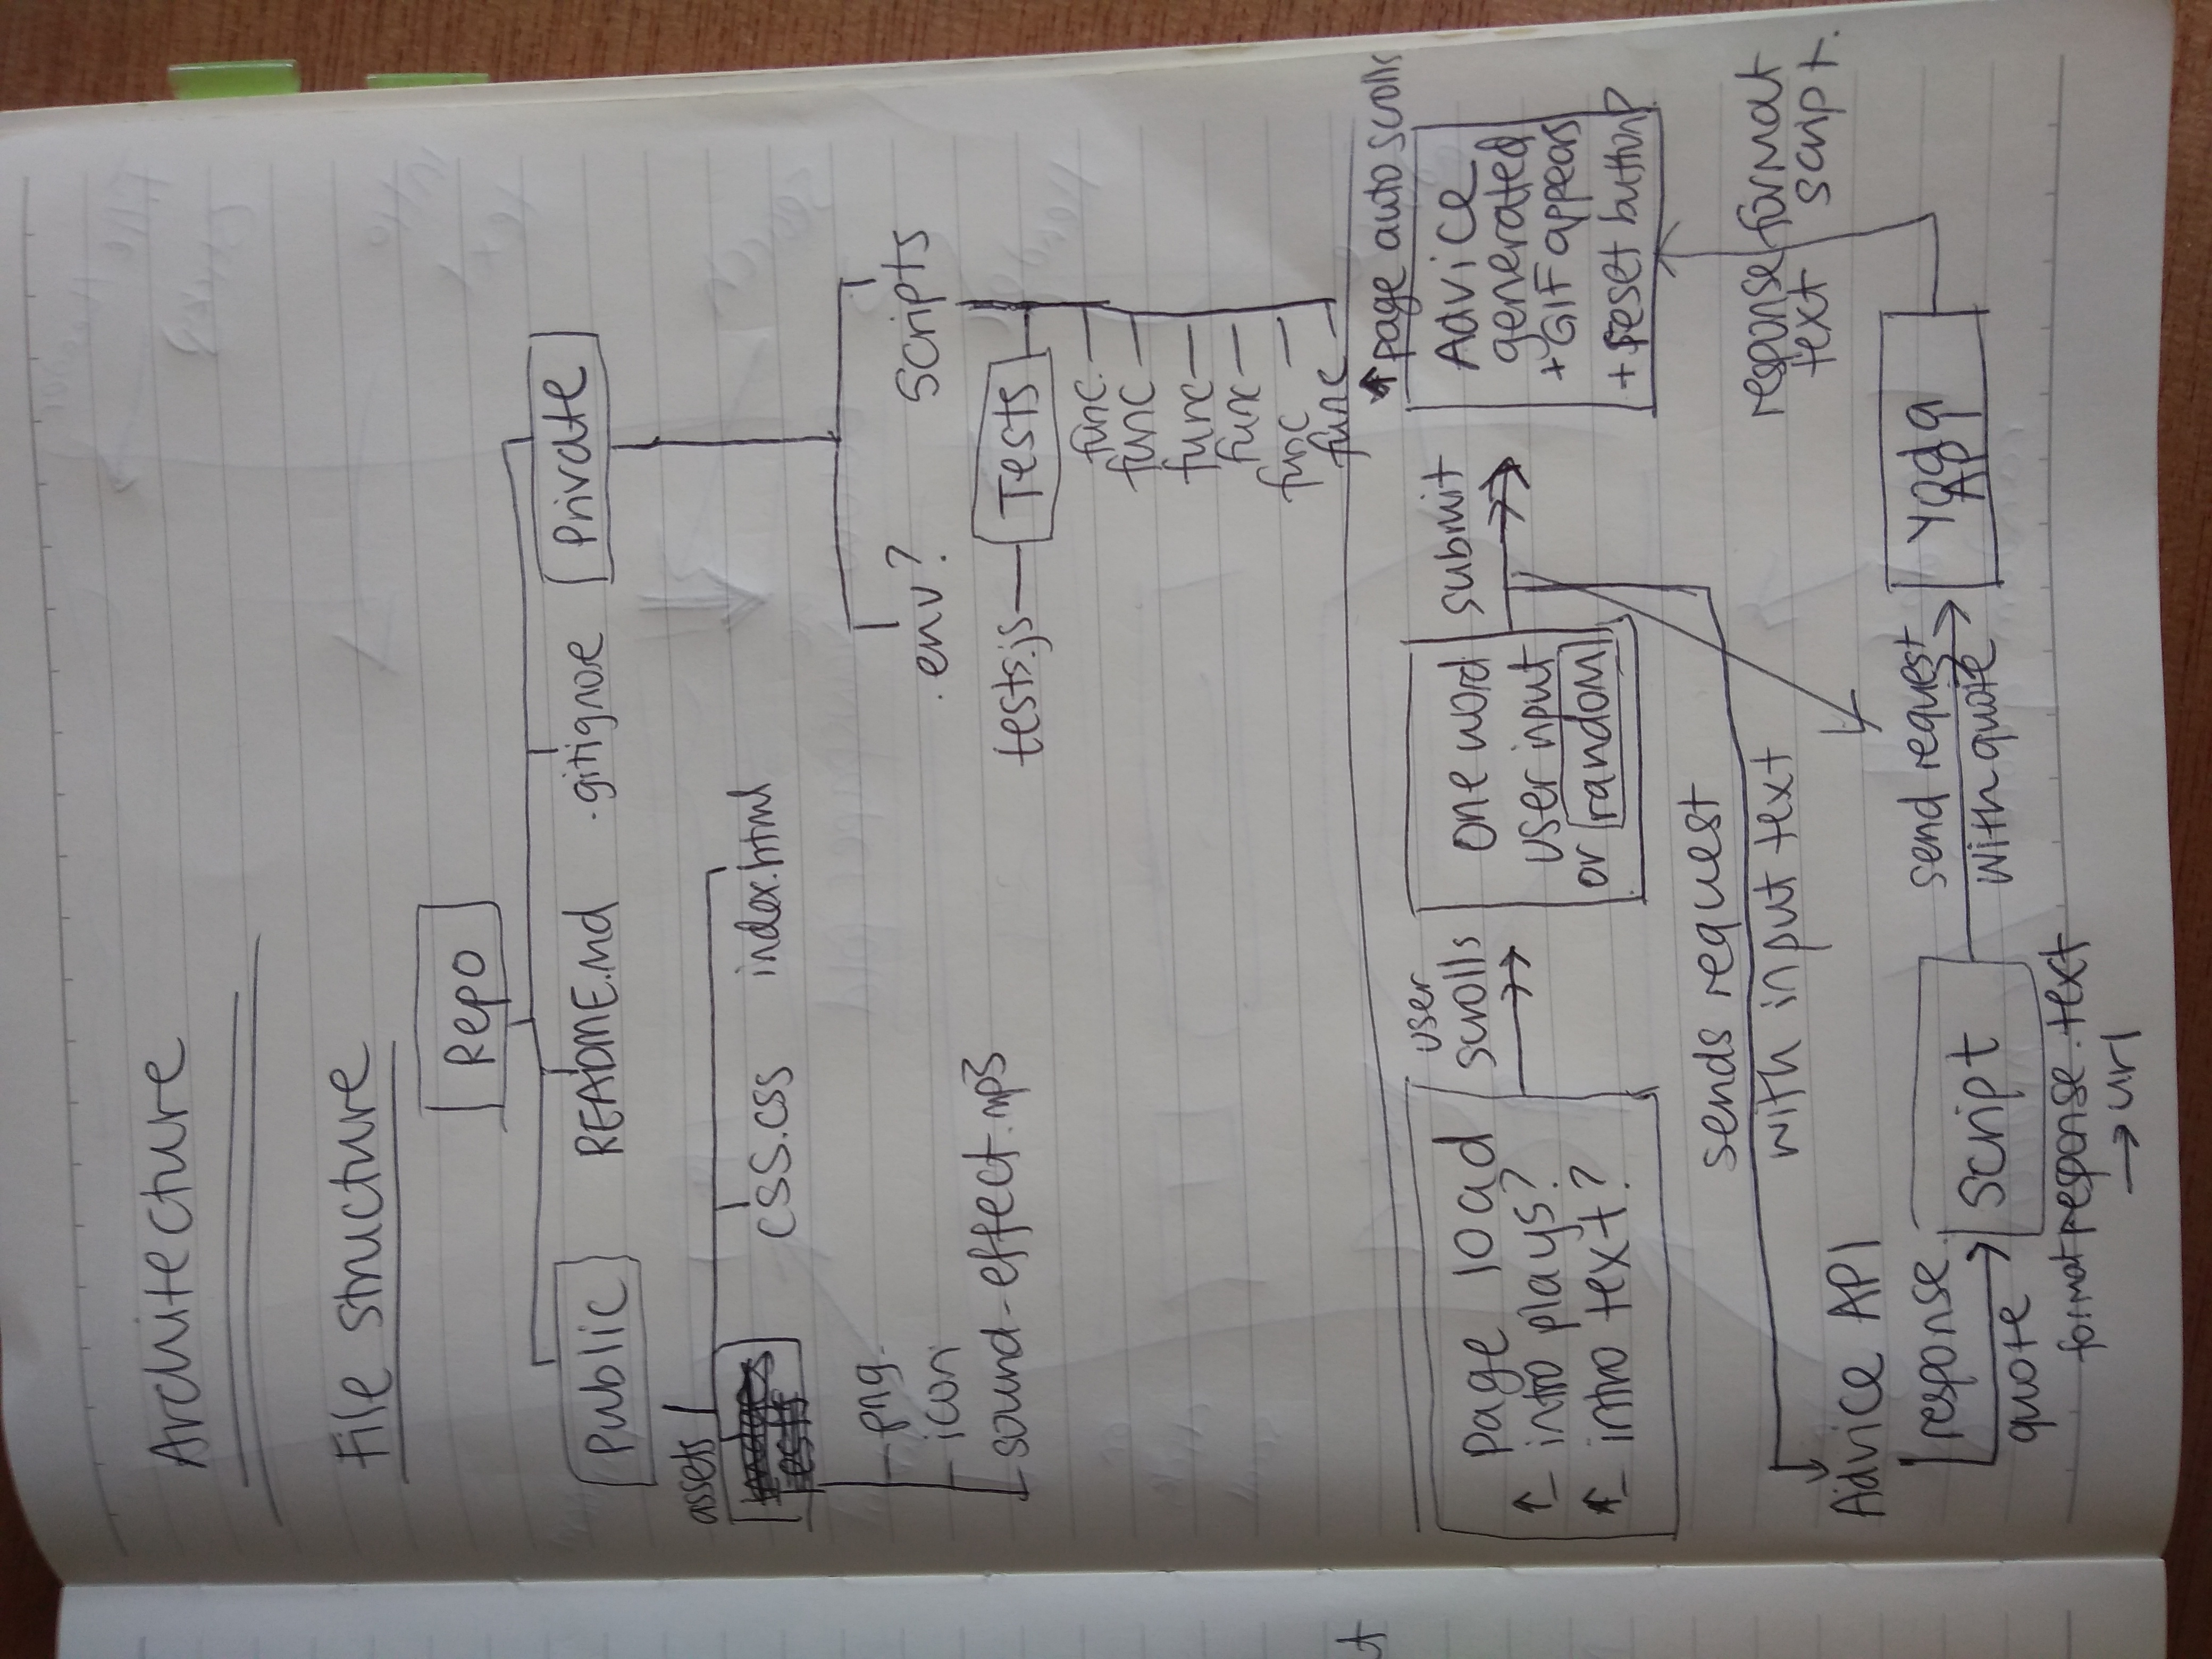 Architecture
File structure
Repo
Public
README.md
.gitignore
Private
assets
images
Tests
css.css
index.html
png
icon
sound-effect.mp3
.env?
Scripts
tests.js
Tests
func.
func
func
func
func
func
page auto scrolls
page load
intro plays?
intro text?
user
scrolls
one word
user input
or random
submit
Advice
generated
+ GIF appears
+ reset button?
sends request
with input text
response
text
format
script.
Advice API
response
quote
script
format response.text
→ url
send request
with quote
Yoda
API
t